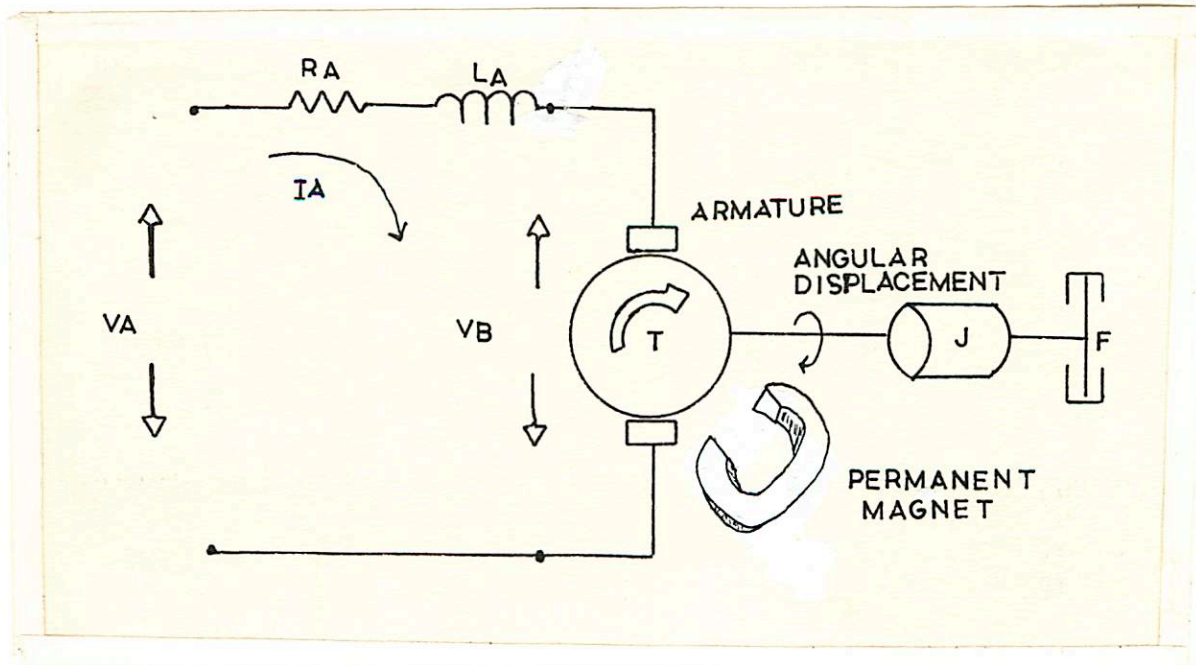 RA
LA
IA
ARMATURE
ANGULAR
DISPLACEMENT
VA
VB
T
J
F
PERMANENT
MAGNET